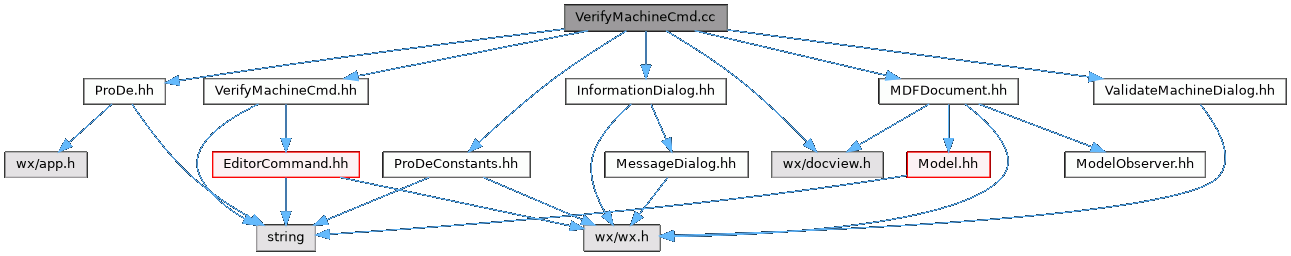 VerifyMachineCmd.cc
ProDe.hh
VerifyMachineCmd.hh
InformationDialog.hh
MDFDocument.hh
ValidateMachineDialog.hh
wx/app.h
EditorCommand.hh
ProDeConstants.hh
MessageDialog.hh
wx/docview.h
Model.hh
ModelObserver.hh
string
wx/wx.h